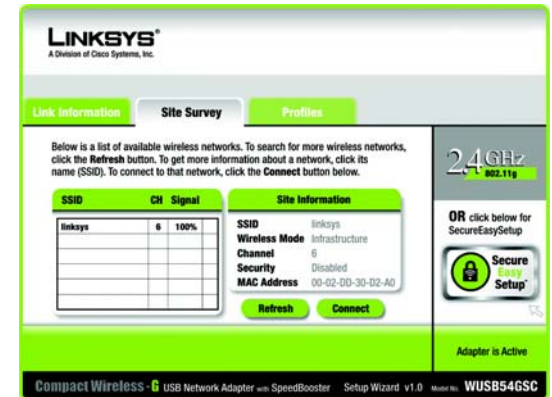 LINKSYS®
A Division of Cisco Systems, Inc.
Link Information
Site Survey
Profiles
Below is a list of available wireless networks. To search for more wireless networks,
click the Refresh button. To get more information about a network, click its
name (SSID). To connect to that network, click the Connect button below.
SSID CH Signal
linksys 6 100%
Site Information
SSID linksys
Wireless Mode Infrastructure
Channel 6
Security Disabled
MAC Address 00-02-DD-30-D2-A0
Refresh
Connect
2.4GHz
802.11g
OR click below for
SecureEasySetup
Secure
Easy
Setup
Adapter is Active
Compact Wireless-G USB Network Adapter with SpeedBooster Setup Wizard v1.0 Model No. WUSB54GSC